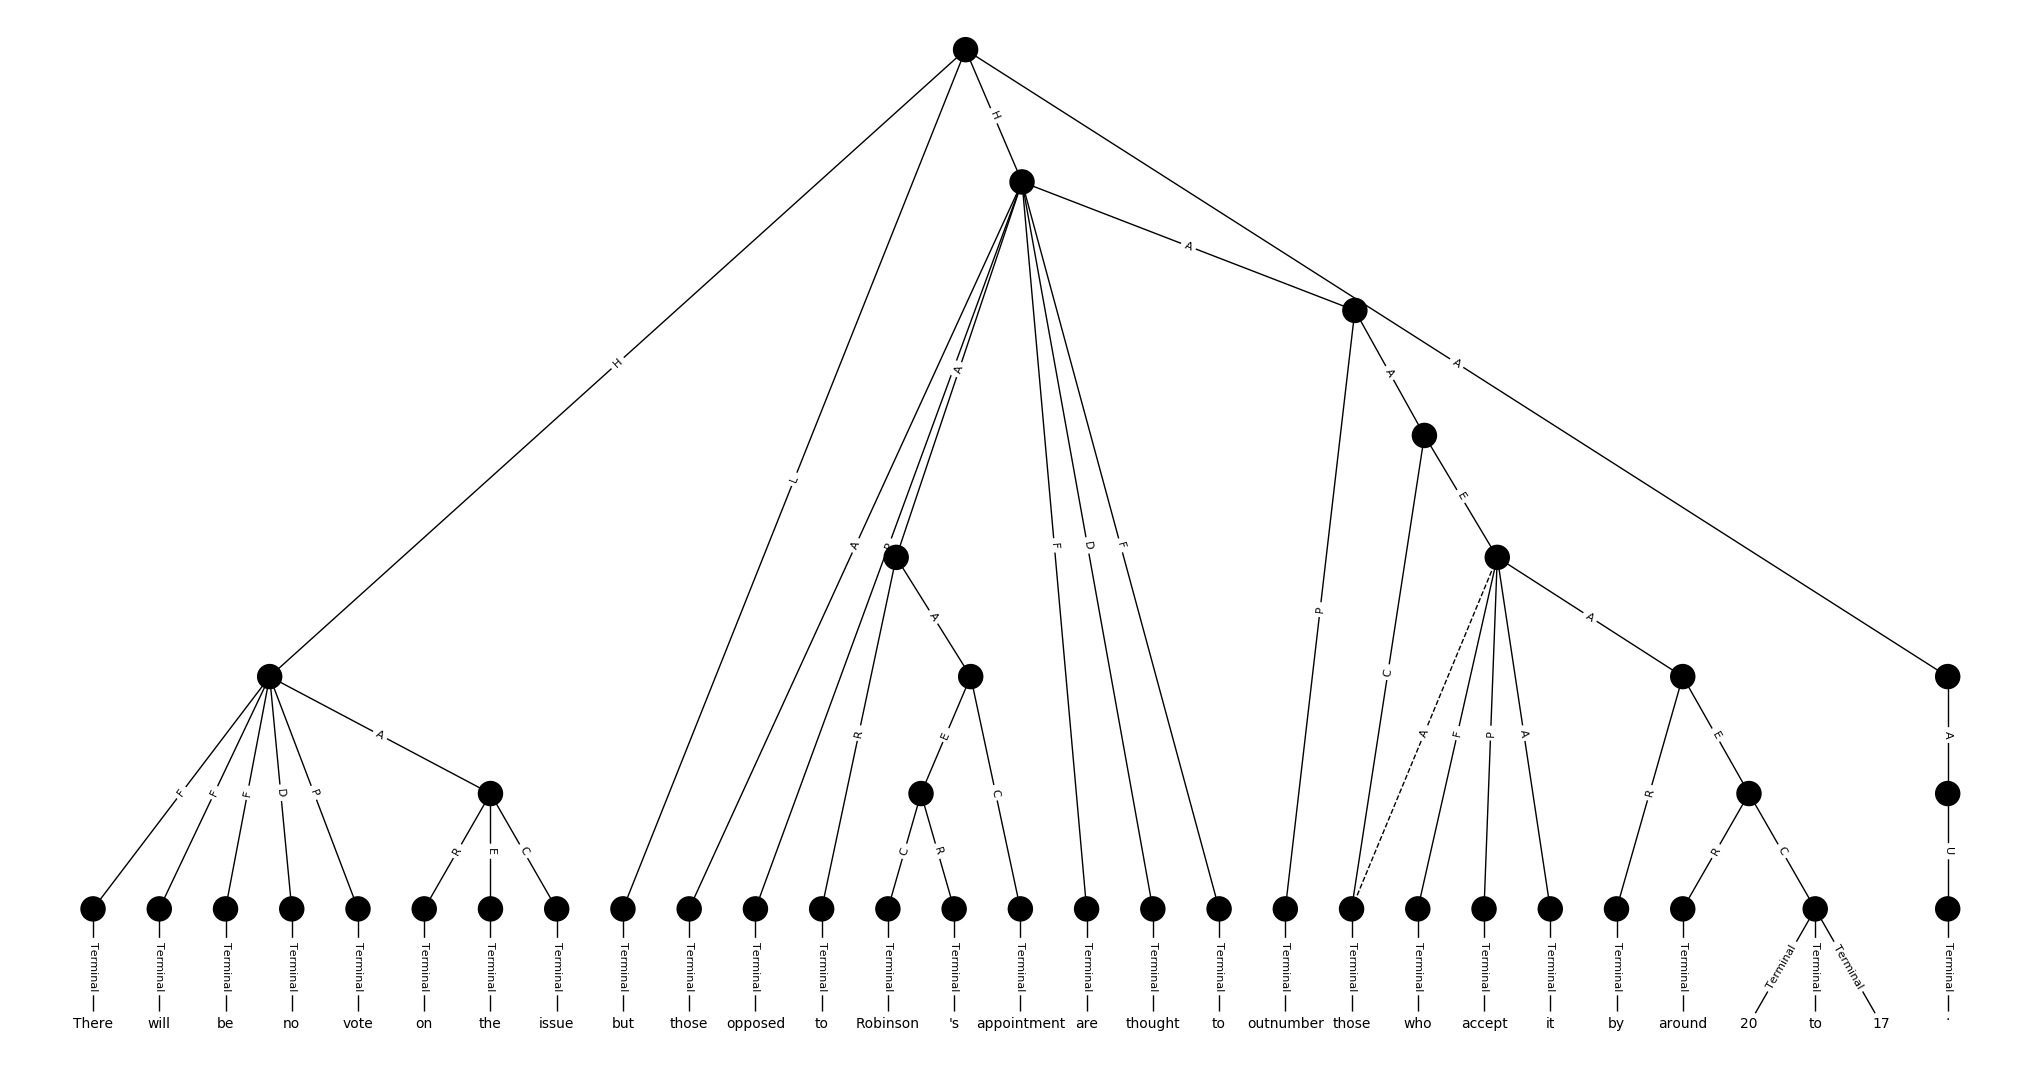 H
H
A
A
A
A
L
A
P
F
D
F
E
P
A
A
C
R
A
A
F
P
A
E
A
E
R
F
F
F
D
P
C
R
U
R
E
C
C
R
R
C
Terminal Terminal Terminal Terminal Terminal Terminal Terminal Terminal Terminal Terminal Terminal Terminal Terminal Terminal Terminal Terminal Terminal Terminal Terminal Terminal Terminal Terminal Terminal Terminal Terminal Terminal Terminal Terminal Terminal
There will be no vote on the issue but those opposed to Robinson 's appointment are thought to outnumber those who accept it by around 20 to 17 .